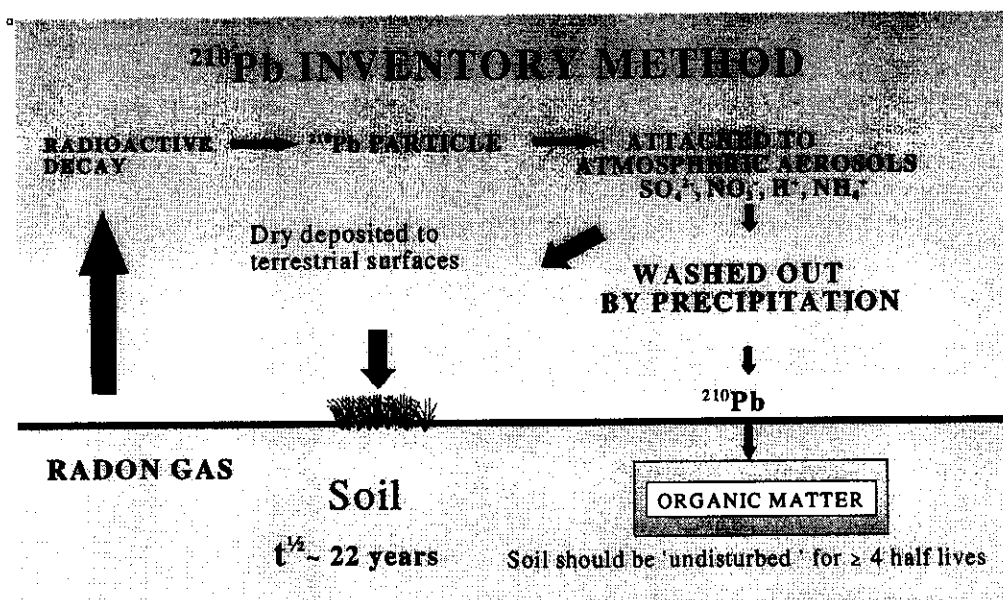 a
²¹⁰Pb INVENTORY METHOD
RADIOACTIVE DECAY
²¹⁰Pb PARTICLE
ATTACHED TO
ATMOSPHERIC AEROSOLS
SO₄²⁻, NO₃⁻, H⁺, NH₄⁺
Dry deposited to
terrestrial surfaces
WASHED OUT
BY PRECIPITATION
²¹⁰Pb
RADON GAS
Soil
ORGANIC MATTER
t½ ~ 22 years
Soil should be 'undisturbed' for ≥ 4 half lives